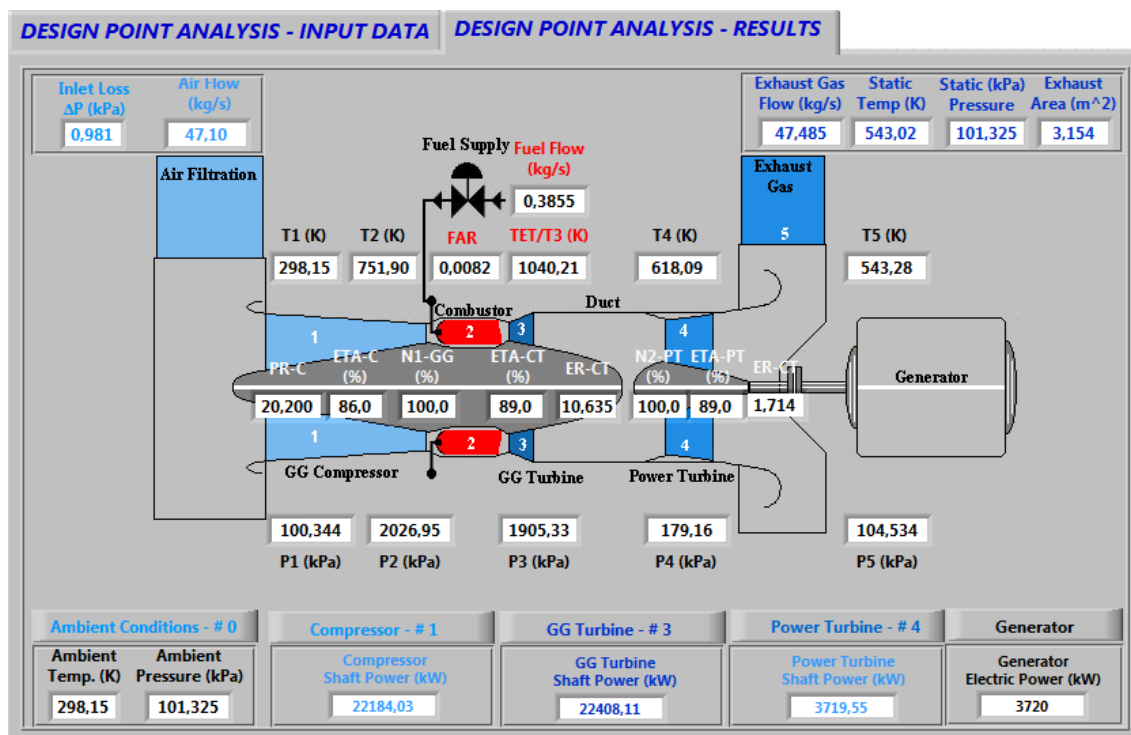 DESIGN POINT ANALYSIS - INPUT DATA
DESIGN POINT ANALYSIS - RESULTS
Inlet Loss
ΔP (kPa)
0,981
Air Flow
(kg/s)
47,10
Exhaust Gas
Flow (kg/s)
47,485
Static
Temp (K)
543,02
Static (kPa)
Pressure
101,325
Exhaust
Area (m^2)
3,154
Air Filtration
Fuel Supply
Fuel Flow
(kg/s)
0,3855
Exhaust
Gas
5
T1 (K)
298,15
T2 (K)
751,90
FAR
0,0082
TET/T3 (K)
1040,21
T4 (K)
618,09
T5 (K)
543,28
Combustor
Duct
1
2
3
4
PR-C
20,200
ETA-C
(%)
86,0
N1-GG
(%)
100,0
ETA-CT
(%)
89,0
ER-CT
10,635
N2-PT
(%)
100,0
ETA-PT
(%)
89,0
ER-CT
1,714
Generator
1
2
3
4
GG Compressor
GG Turbine
Power Turbine
100,344
P1 (kPa)
2026,95
P2 (kPa)
1905,33
P3 (kPa)
179,16
P4 (kPa)
104,534
P5 (kPa)
Ambient Conditions - # 0
Ambient
Temp. (K)
298,15
Ambient
Pressure (kPa)
101,325
Compressor - # 1
Compressor
Shaft Power (kW)
22184,03
GG Turbine - # 3
GG Turbine
Shaft Power (kW)
22408,11
Power Turbine - # 4
Power Turbine
Shaft Power (kW)
3719,55
Generator
Generator
Electric Power (kW)
3720